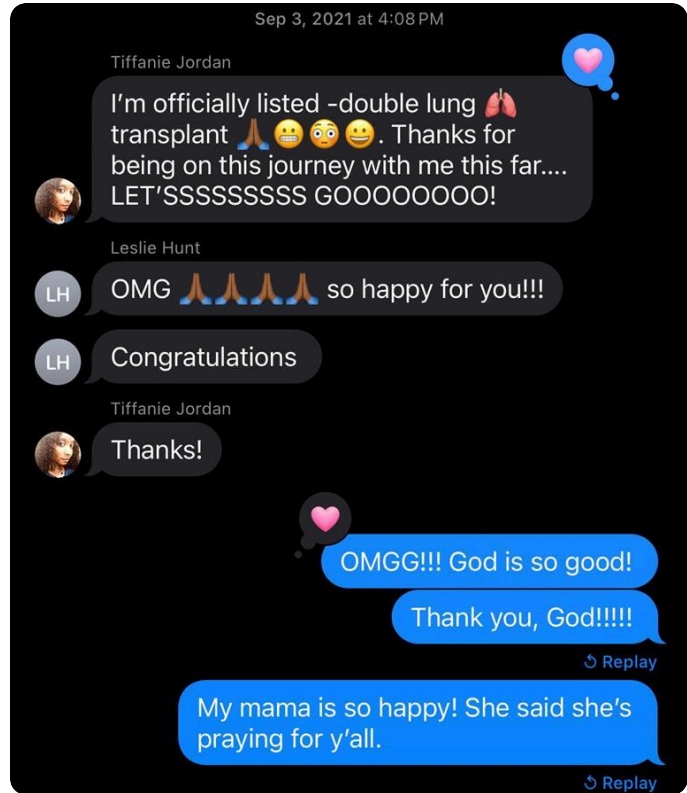 Sep 3, 2021 at 4:08 PM
Tiffanie Jordan
I’m officially listed -double lung 🫁
transplant 🙏🏾😬😳😀. Thanks for
being on this journey with me this far....
LET’SSSSSSSSS GOOOOOOOO!
Leslie Hunt
LH
OMG 🙏🏾🙏🏾🙏🏾🙏🏾 so happy for you!!!
LH
Congratulations
Tiffanie Jordan
Thanks!
OMGG!!! God is so good!
Thank you, God!!!!!
Replay
My mama is so happy! She said she’s
praying for y’all.
Replay